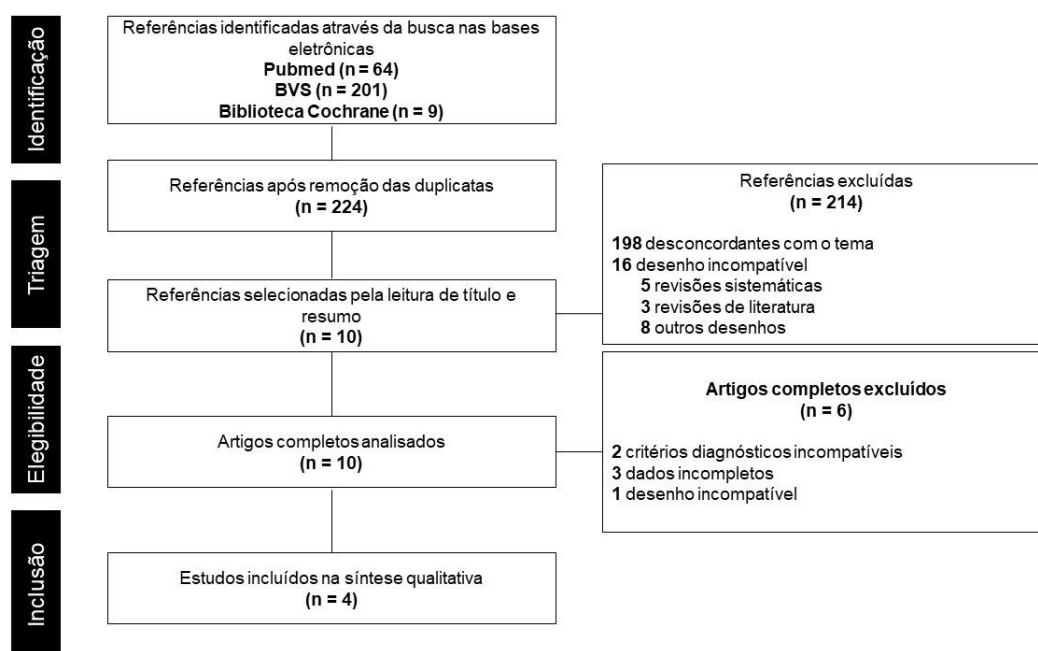 Identificação
Referências identificadas através da busca nas bases
eletrônicas
Pubmed (n = 64)
BVS (n = 201)
Biblioteca Cochrane (n = 9)
Triagem
Referências após remoção das duplicatas
(n = 224)
Referências excluídas
(n = 214)
198 desconcordantes com o tema
16 desenho incompatível
5 revisões sistemáticas
3 revisões de literatura
8 outros desenhos
Referências selecionadas pela leitura de título e
resumo
(n = 10)
Elegibilidade
Artigos completos analisados
(n = 10)
Artigos completos excluídos
(n = 6)
2 critérios diagnósticos incompatíveis
3 dados incompletos
1 desenho incompatível
Inclusão
Estudos incluídos na síntese qualitativa
(n = 4)